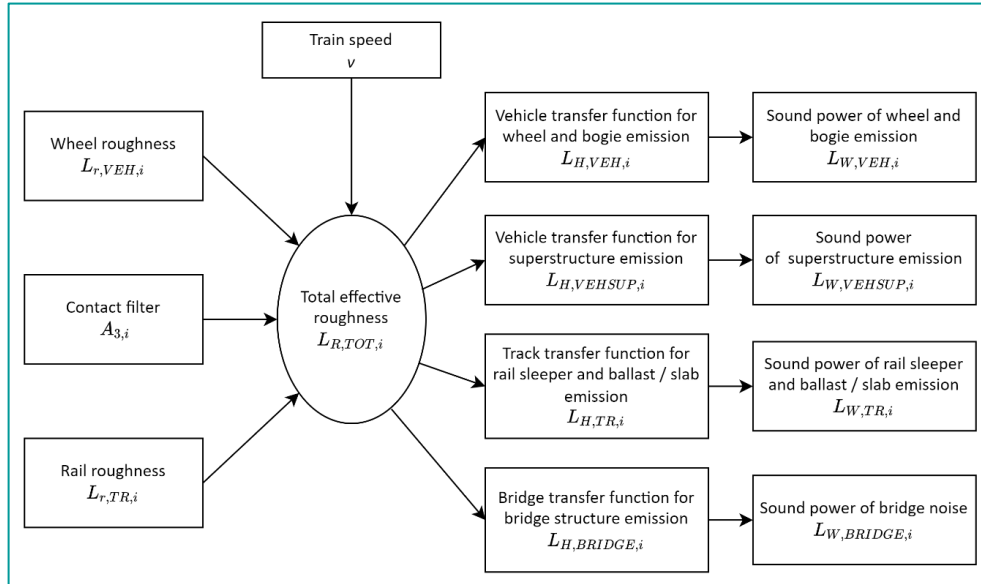 Train speed
v
Wheel roughness
L_{r,VEH,i}
Contact filter
A_{3,i}
Rail roughness
L_{r,TR,i}
Total effective
roughness
L_{R,TOT,i}
Vehicle transfer function for
wheel and bogie emission
L_{H,VEH,i}
Sound power of wheel and
bogie emission
L_{W,VEH,i}
Vehicle transfer function for
superstructure emission
L_{H,VEHSUP,i}
Sound power
of superstructure emission
L_{W,VEHSUP,i}
Track transfer function for
rail sleeper and ballast / slab
emission
L_{H,TR,i}
Sound power of rail sleeper
and ballast / slab emission
L_{W,TR,i}
Bridge transfer function for
bridge structure emission
L_{H,BRIDGE,i}
Sound power of bridge noise
L_{W,BRIDGE,i}